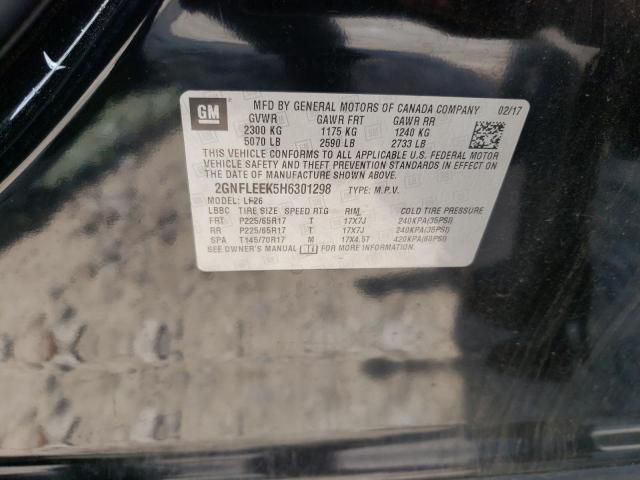 GM MFD BY GENERAL MOTORS OF CANADA COMPANY 02/17
GVWR GAWR FRT GAWR RR
2300 KG 1175 KG 1240 KG
5070 LB 2590 LB 2733 LB
THIS VEHICLE CONFORMS TO ALL APPLICABLE U.S. FEDERAL MOTOR
VEHICLE SAFETY AND THEFT PREVENTION STANDARDS IN EFFECT ON THE
DATE OF MANUFACTURE SHOWN ABOVE.
2GNFLEEK5H6301298 TYPE: M.P.V.
MODEL: LF26
LBBC TIRE SIZE SPEED RTG RIM COLD TIRE PRESSURE
FRT P225/65R17 T 17X7J 240KPA(35PSI)
RR P225/65R17 T 17X7J 240KPA(35PSI)
SPA T145/70R17 M 17X4.5T 420KPA(60PSI)
SEE OWNER'S MANUAL FOR MORE INFORMATION